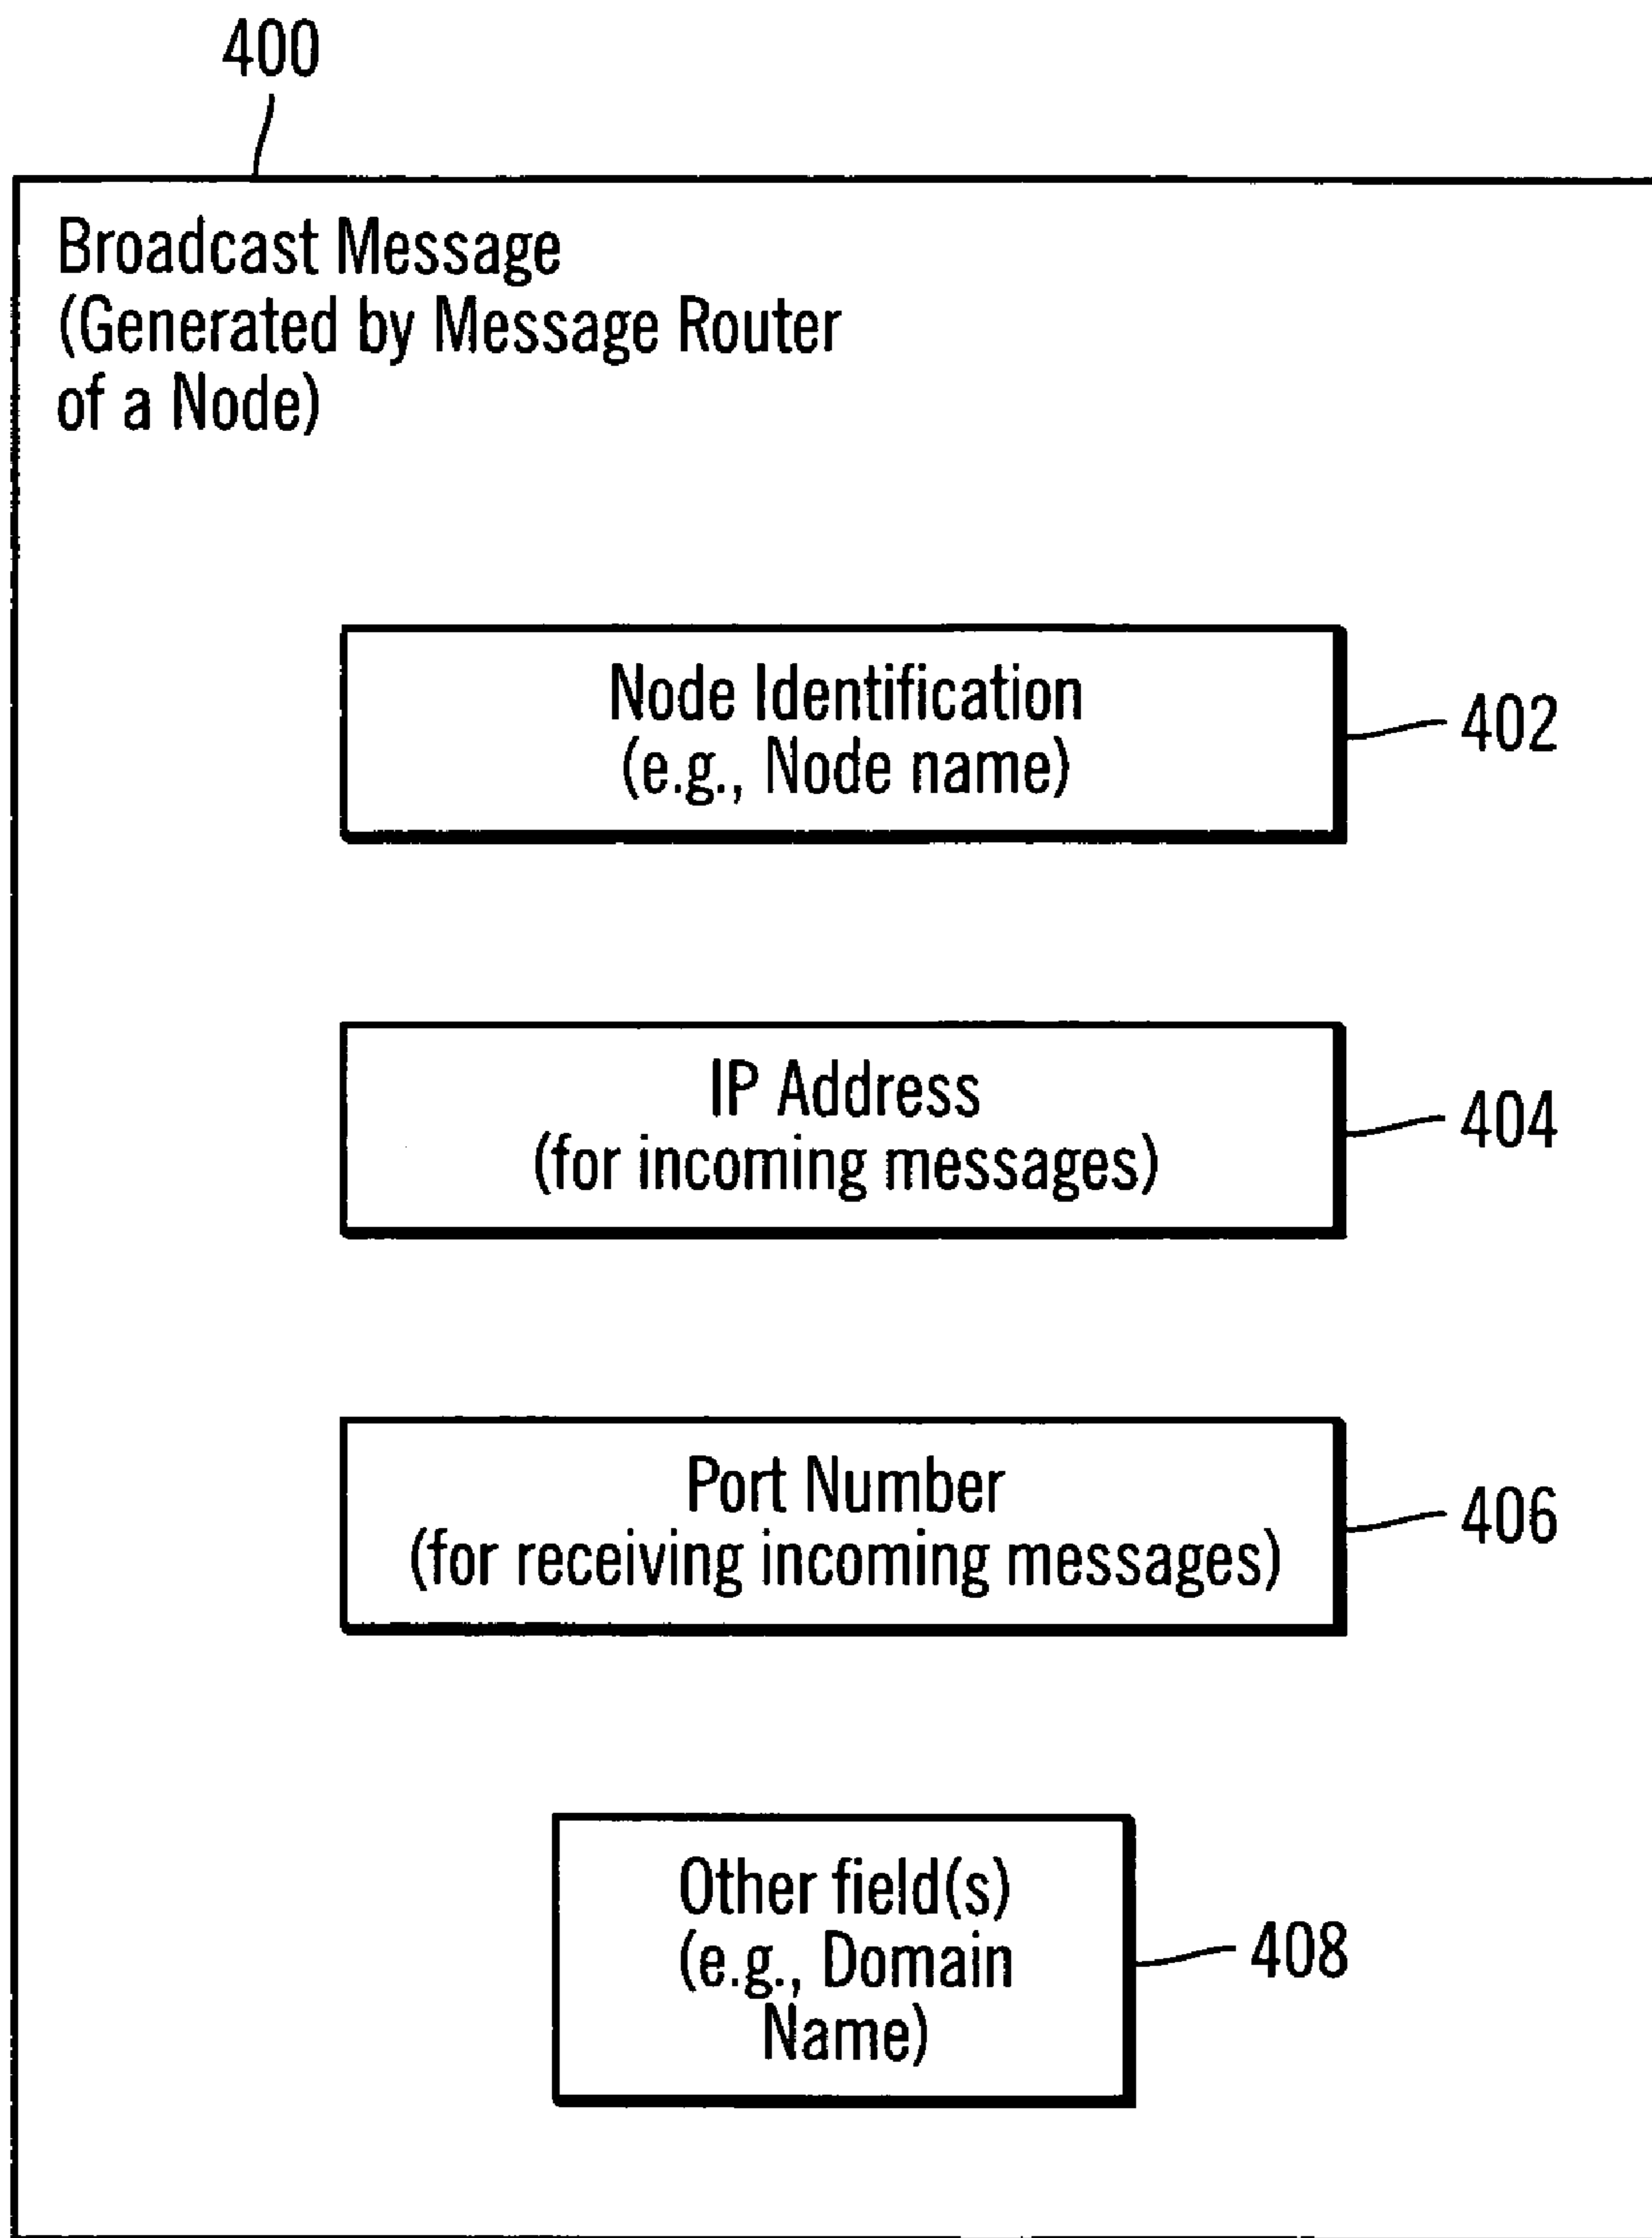 400
Broadcast Message
(Generated by Message Router
of a Node)
Node Identification
(e.g., Node name)
402
IP Address
(for incoming messages)
404
Port Number
(for receiving incoming messages)
406
Other field(s)
(e.g., Domain
Name)
408